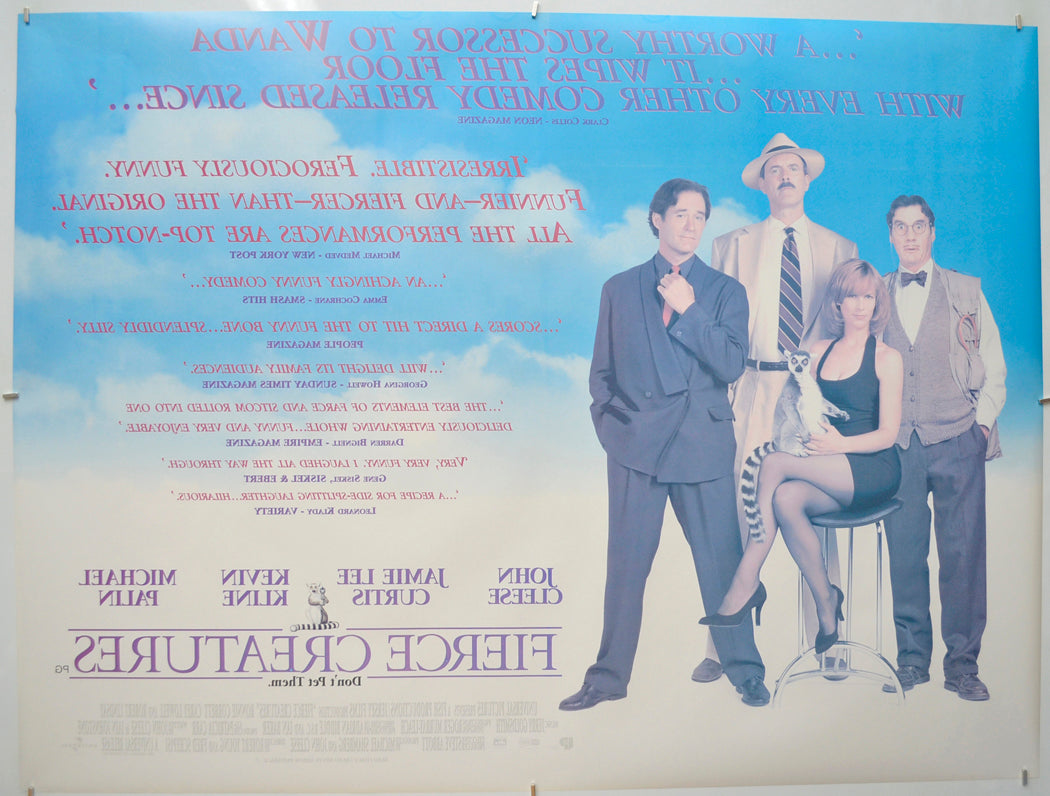 ‘...A WORTHY SUCCESSOR TO WANDA
...IT WIPES THE FLOOR
WITH EVERY OTHER COMEDY RELEASED SINCE...’
CLARK COLLIS - NEON MAGAZINE
‘IRRESISTIBLE. FEROCIOUSLY FUNNY.
FUNNIER—AND FIERCER—THAN THE ORIGINAL.
ALL THE PERFORMANCES ARE TOP-NOTCH.’
MICHAEL MEDVED - NEW YORK POST
‘...AN ACHINGLY FUNNY COMEDY...’
EMMA COCHRANE - SMASH HITS
‘...SCORES A DIRECT HIT TO THE FUNNY BONE...SPLENDIDLY SILLY.’
PEOPLE MAGAZINE
‘...WILL DELIGHT ITS FAMILY AUDIENCES.’
GEORGINA HOWELL - SUNDAY TIMES MAGAZINE
‘...THE BEST ELEMENTS OF FARCE AND SITCOM ROLLED INTO ONE
DELICIOUSLY ENTERTAINING WHOLE...FUNNY AND VERY ENJOYABLE.’
DARREN BIGNELL - EMPIRE MAGAZINE
‘VERY, VERY FUNNY. I LAUGHED ALL THE WAY THROUGH.’
GENE SISKEL, SISKEL & EBERT
‘...A RECIPE FOR SIDE-SPLITTING LAUGHTER...HILARIOUS.’
LEONARD KLADY - VARIETY
JOHN CLEESE
JAMIE LEE CURTIS
KEVIN KLINE
MICHAEL PALIN
FIERCE CREATURES PG
Don't Pet Them.